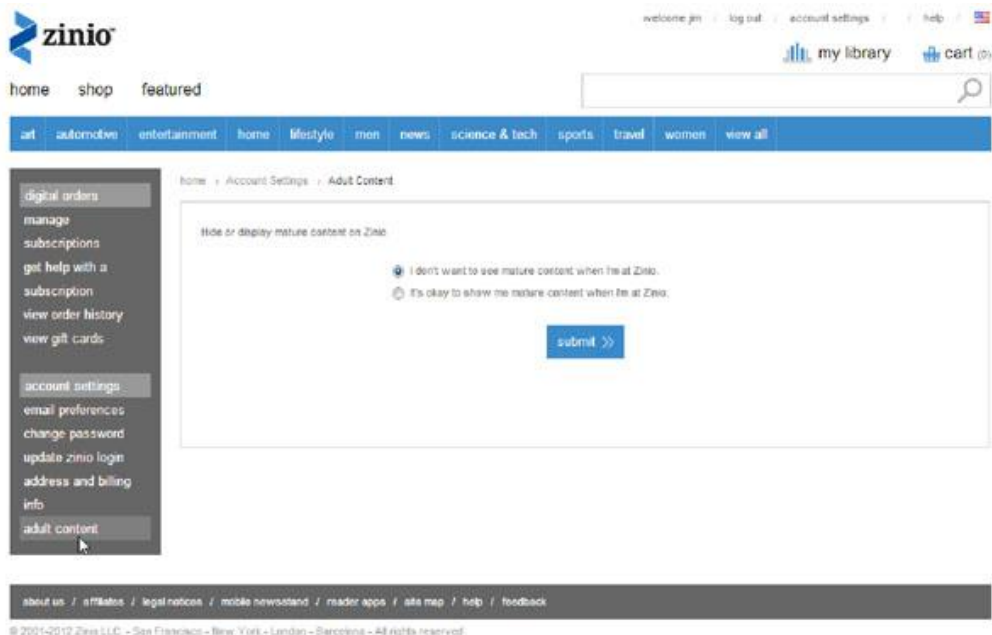 zinio
welcome jim / log out / account settings / / help /
my library
cart (0)
home shop featured
art automotive entertainment home lifestyle men news science & tech sports travel women view all
home › Account Settings › Adult Content
digital orders
manage
subscriptions
get help with a
subscription
view order history
view gift cards
account settings
email preferences
change password
update zinio login
address and billing
info
adult content
Hide or display mature content on Zinio
I don't want to see mature content when I'm at Zinio.
It's okay to show me mature content when I'm at Zinio.
submit
about us / affiliates / legal notices / mobile newsstand / reader apps / site map / help / feedback
© 2001-2012 Zinio LLC. - San Francisco - New York - London - Barcelona - All rights reserved